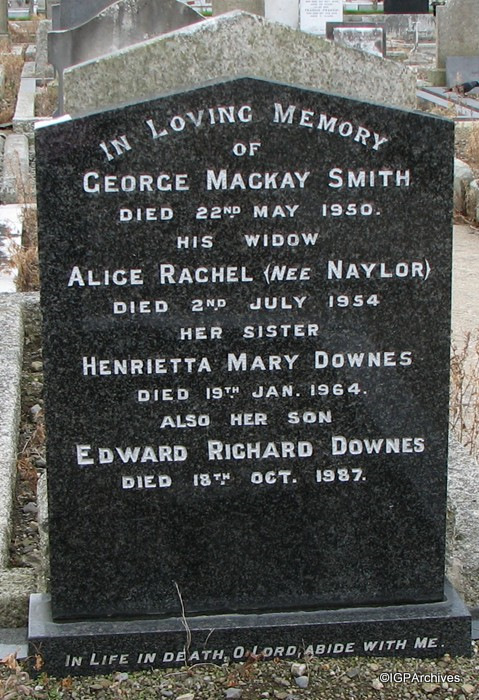 In Loving Memory
OF
George Mackay Smith
DIED 22ND MAY 1950.
HIS WIDOW
Alice Rachel (Nee Naylor)
DIED 2ND JULY 1954
HER SISTER
Henrietta Mary Downes
DIED 19TH JAN. 1964.
ALSO HER SON
Edward Richard Downes
DIED 18TH OCT. 1987.
In Life in death, O Lord, abide with me.
©IGPArchives